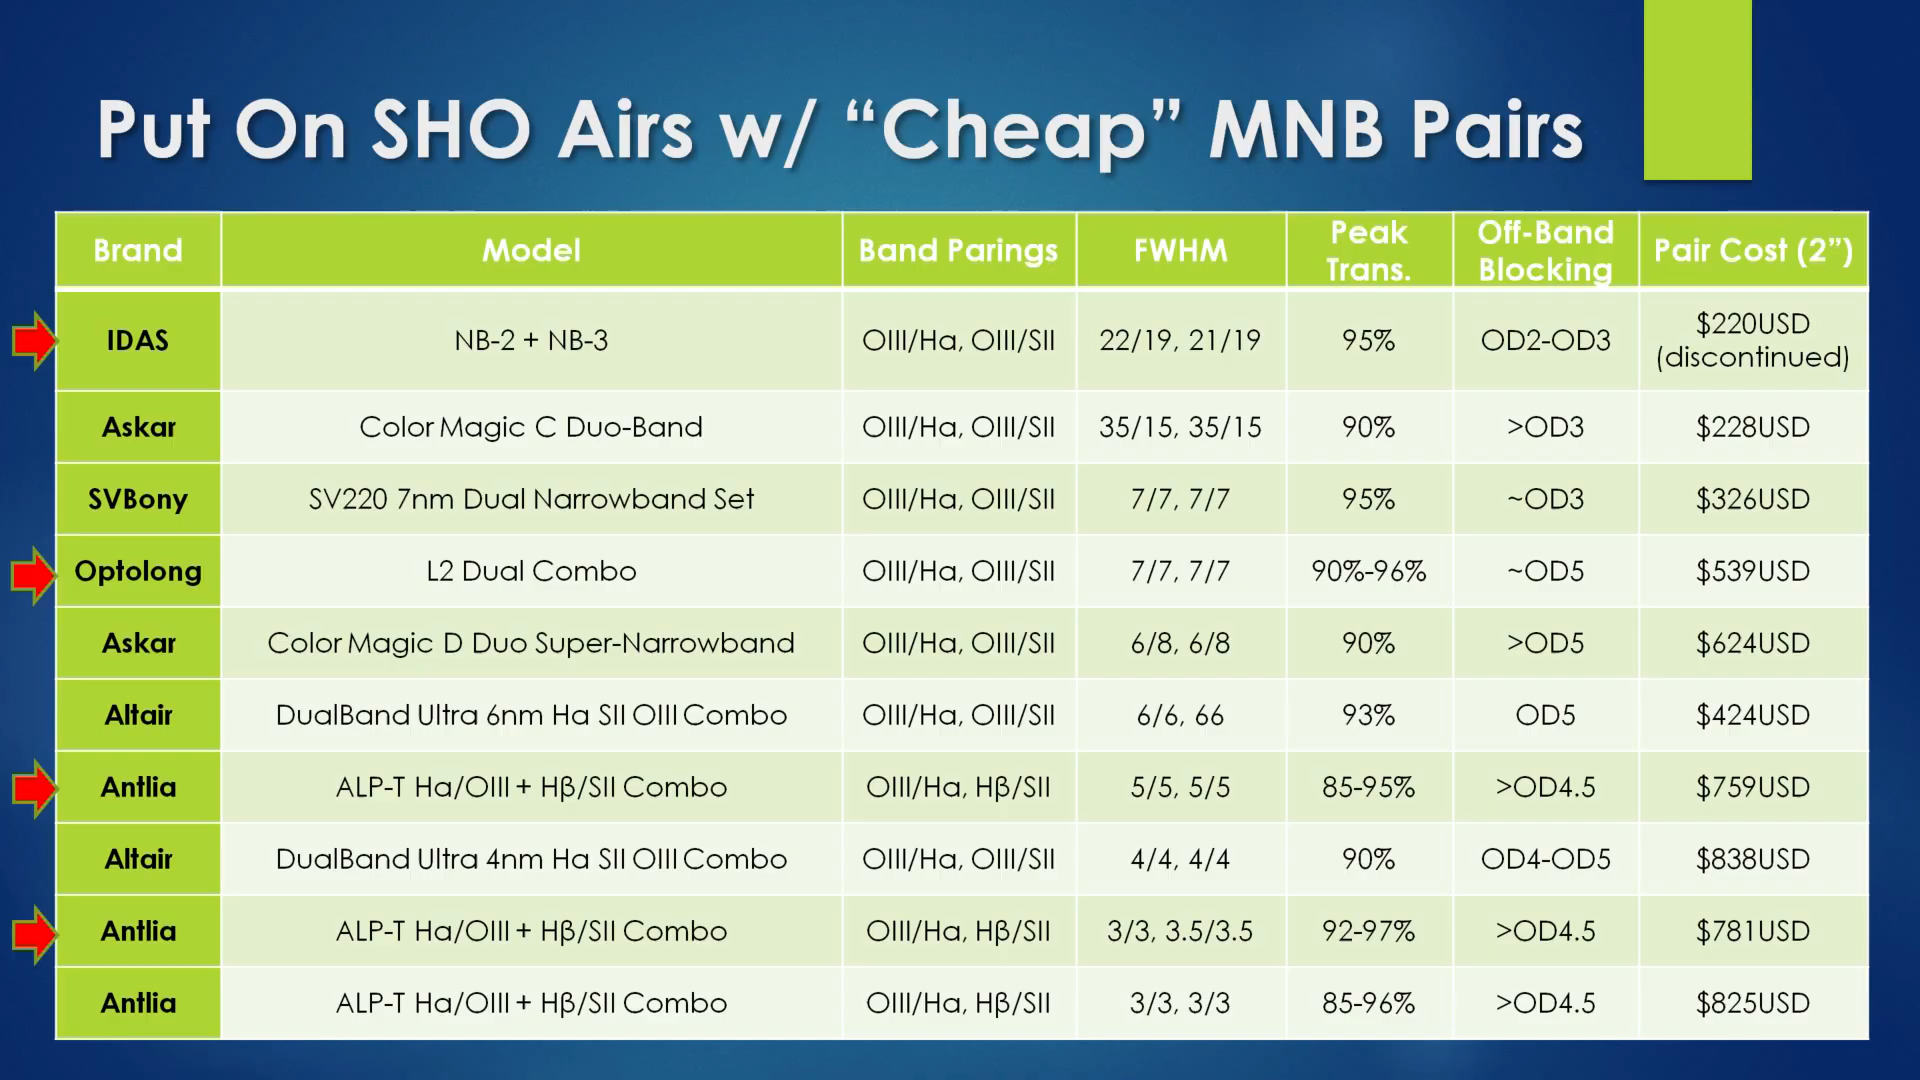 Put On SHO Airs w/ “Cheap” MNB Pairs
Brand Model Band Parings FWHM Peak Trans. Off-Band Blocking Pair Cost (2”)
IDAS NB-2 + NB-3 OIII/Ha, OIII/SII 22/19, 21/19 95% OD2-OD3 $220USD (discontinued)
Askar Color Magic C Duo-Band OIII/Ha, OIII/SII 35/15, 35/15 90% >OD3 $228USD
SVBony SV220 7nm Dual Narrowband Set OIII/Ha, OIII/SII 7/7, 7/7 95% ~OD3 $326USD
Optolong L2 Dual Combo OIII/Ha, OIII/SII 7/7, 7/7 90%-96% ~OD5 $539USD
Askar Color Magic D Duo Super-Narrowband OIII/Ha, OIII/SII 6/8, 6/8 90% >OD5 $624USD
Altair DualBand Ultra 6nm Ha SII OIII Combo OIII/Ha, OIII/SII 6/6, 66 93% OD5 $424USD
Antlia ALP-T Ha/OIII + Hβ/SII Combo OIII/Ha, Hβ/SII 5/5, 5/5 85-95% >OD4.5 $759USD
Altair DualBand Ultra 4nm Ha SII OIII Combo OIII/Ha, OIII/SII 4/4, 4/4 90% OD4-OD5 $838USD
Antlia ALP-T Ha/OIII + Hβ/SII Combo OIII/Ha, Hβ/SII 3/3, 3.5/3.5 92-97% >OD4.5 $781USD
Antlia ALP-T Ha/OIII + Hβ/SII Combo OIII/Ha, Hβ/SII 3/3, 3/3 85-96% >OD4.5 $825USD